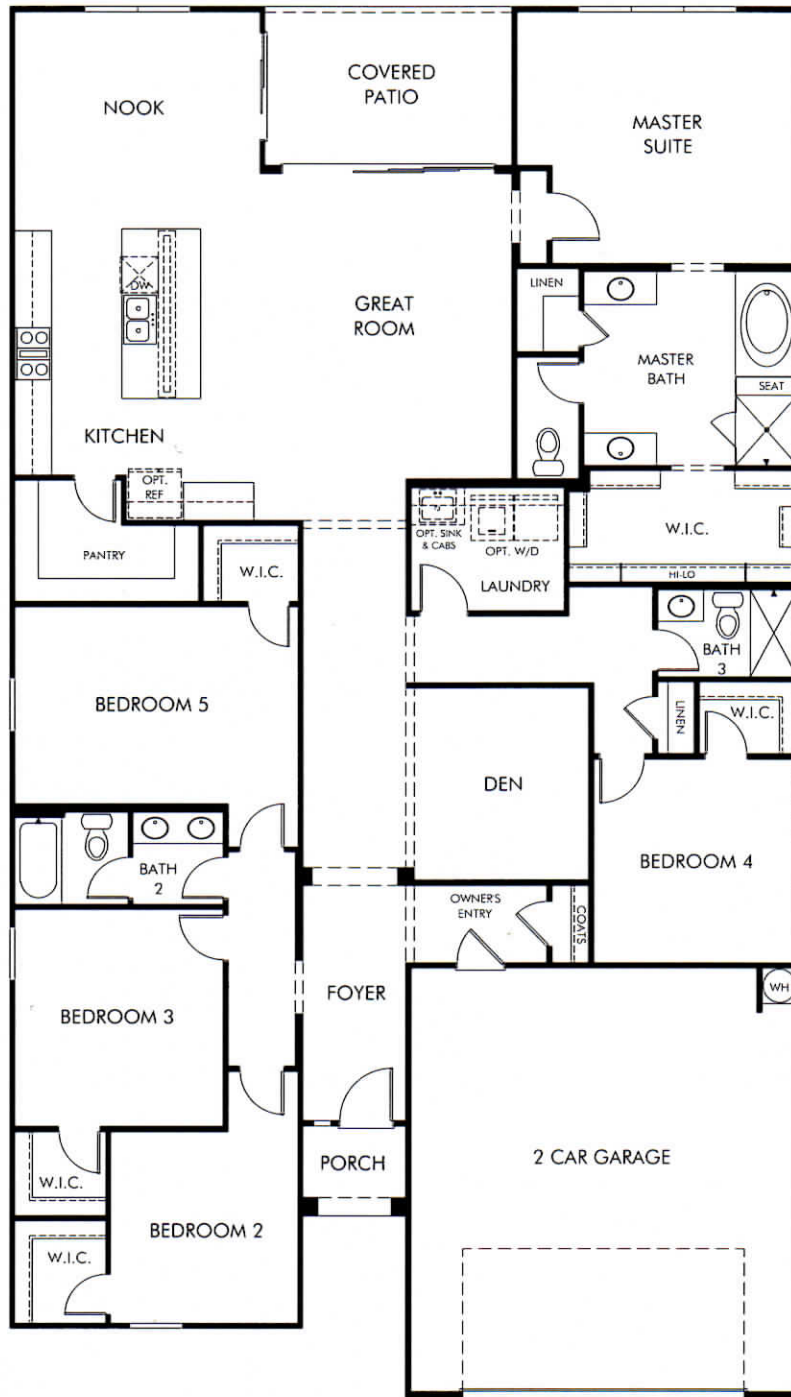 NOOK
COVERED
PATIO
MASTER
SUITE
DW
GREAT
ROOM
LINEN
MASTER
BATH
SEAT
KITCHEN
OPT.
REF
PANTRY
W.I.C.
OPT. SINK
& CABS
OPT. W/D
LAUNDRY
W.I.C.
HI-LO
BEDROOM 5
BATH
3
LINEN
W.I.C.
DEN
BEDROOM 4
BATH
2
OWNER'S
ENTRY
COATS
BEDROOM 3
FOYER
WH
W.I.C.
PORCH
2 CAR GARAGE
BEDROOM 2
W.I.C.